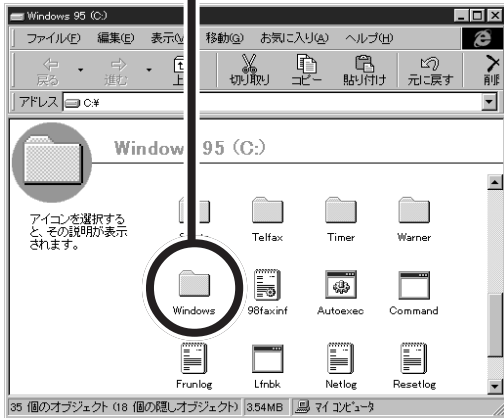 Windows 95 (C:)
ファイル(F) 編集(E) 表示(V) 移動(G) お気に入り(A) ヘルプ(H)
戻る 進む 上 切り取り コピー 貼り付け 元に戻す 削除
アドレス C:¥
Windows 95 (C:)
アイコンを選択する
と、その説明が表示
されます。
Telfax Timer Warner
Windows 98faxinf Autoexec Command
Frunlog Lfnbk Netlog Resetlog
35 個のオブジェクト (18 個の隠しオブジェクト) 3.54MB マイ コンピュータ